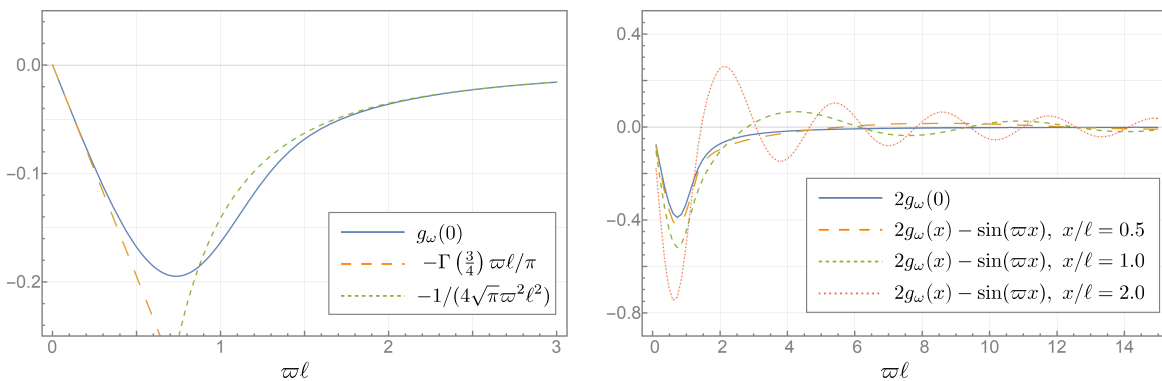 0.0
−0.1
−0.2
0 1 2 3
ϖℓ
g_ω(0)
−Γ(3/4) ϖℓ/π
−1/(4√πϖ²ℓ²)
0.4
0.0
−0.4
−0.8
0 2 4 6 8 10 12 14
ϖℓ
2g_ω(0)
2g_ω(x) − sin(ϖx), x/ℓ = 0.5
2g_ω(x) − sin(ϖx), x/ℓ = 1.0
2g_ω(x) − sin(ϖx), x/ℓ = 2.0